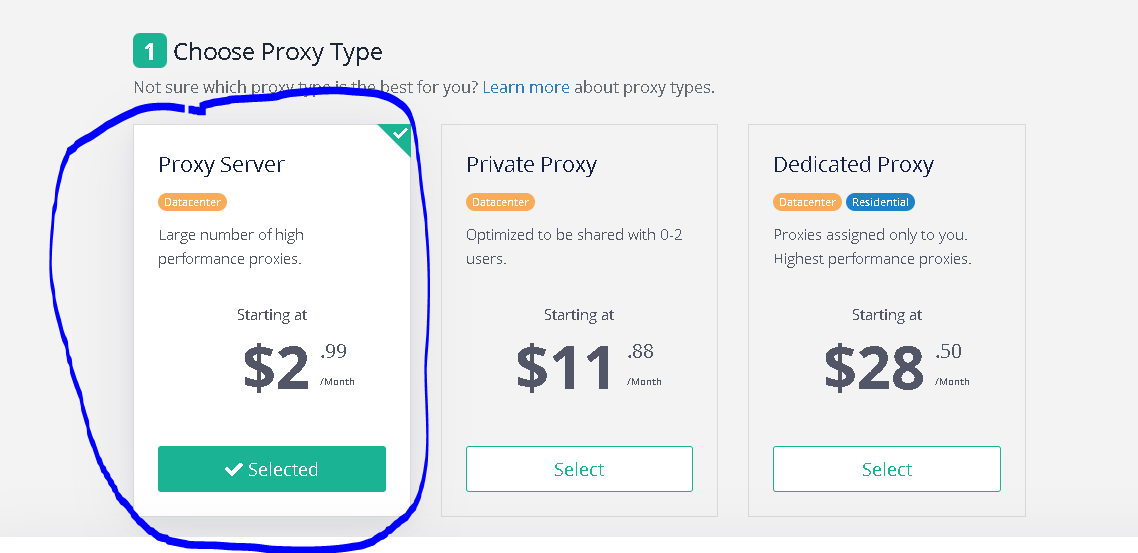 1 Choose Proxy Type
Not sure which proxy type is the best for you? Learn more about proxy types.
Proxy Server
Datacenter
Large number of high
performance proxies.
Starting at
$2 .99
/Month
Selected
Private Proxy
Datacenter
Optimized to be shared with 0-2
users.
Starting at
$11 .88
/Month
Select
Dedicated Proxy
Datacenter Residential
Proxies assigned only to you.
Highest performance proxies.
Starting at
$28 .50
/Month
Select